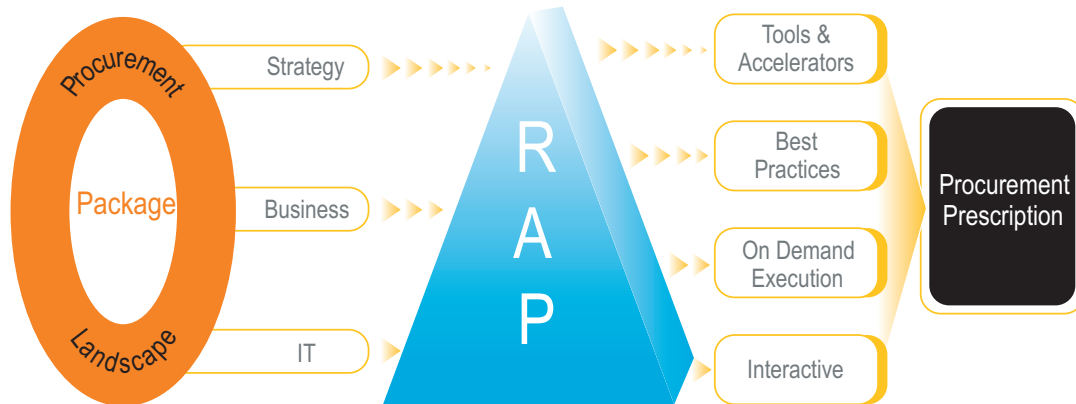 Procurement
Package
Landscape
Strategy
Business
IT
R
A
P
Tools &
Accelerators
Best
Practices
On Demand
Execution
Interactive
Procurement
Prescription